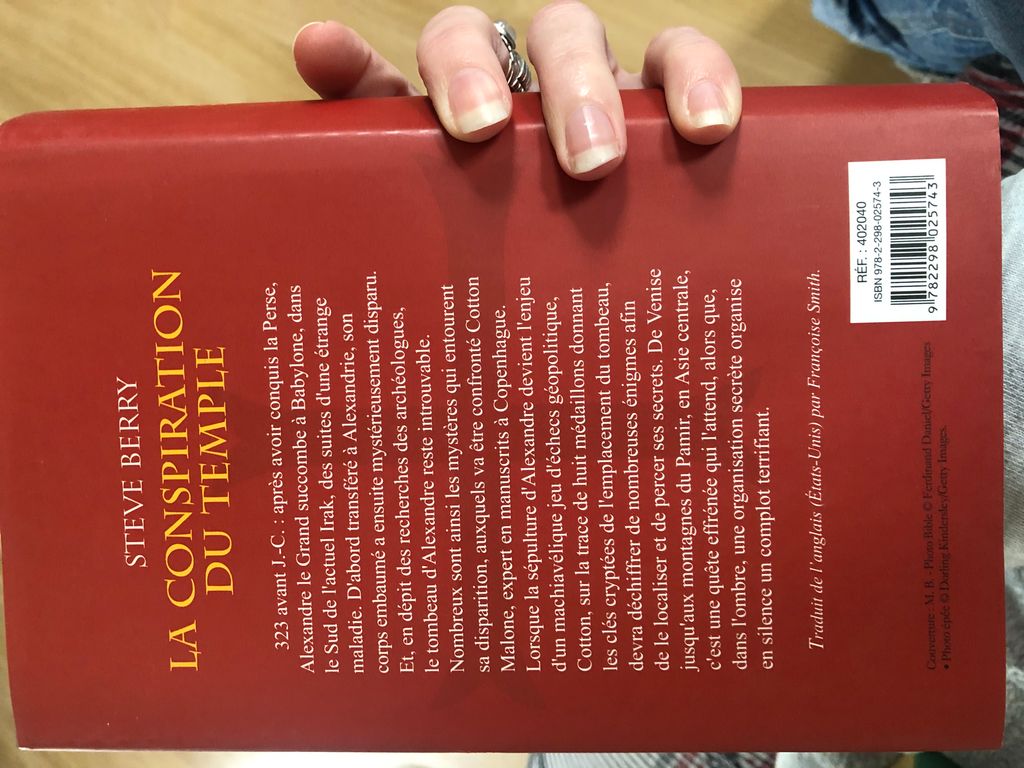 STEVE BERRY
LA CONSPIRATION
DU TEMPLE
323 avant J.-C. : après avoir conquis la Perse,
Alexandre le Grand succombe à Babylone, dans
le Sud de l'actuel Irak, des suites d'une étrange
maladie. D'abord transféré à Alexandrie, son
corps embaumé a ensuite mystérieusement disparu.
Et, en dépit des recherches des archéologues,
le tombeau d'Alexandre reste introuvable.
Nombreux sont ainsi les mystères qui entourent
sa disparition, auxquels va être confronté Cotton
Malone, expert en manuscrits à Copenhague.
Lorsque la sépulture d'Alexandre devient l'enjeu
d'un machiavélique jeu d'échecs géopolitique,
Cotton, sur la trace de huit médaillons donnant
les clés cryptées de l'emplacement du tombeau,
devra déchiffrer de nombreuses énigmes afin
de le localiser et de percer ses secrets. De Venise
jusqu'aux montagnes du Pamir, en Asie centrale,
c'est une quête effrénée qui l'attend, alors que,
dans l'ombre, une organisation secrète organise
en silence un complot terrifiant.
Traduit de l'anglais (États-Unis) par Françoise Smith.
RÉF. : 402040
ISBN 978-2-298-02574-3
9 782298 025743
Couverture : M. B. • Photo Bible © Ferdinand Daniel/Getty Images
• Photo épée © Dorling Kindersley/Getty Images.